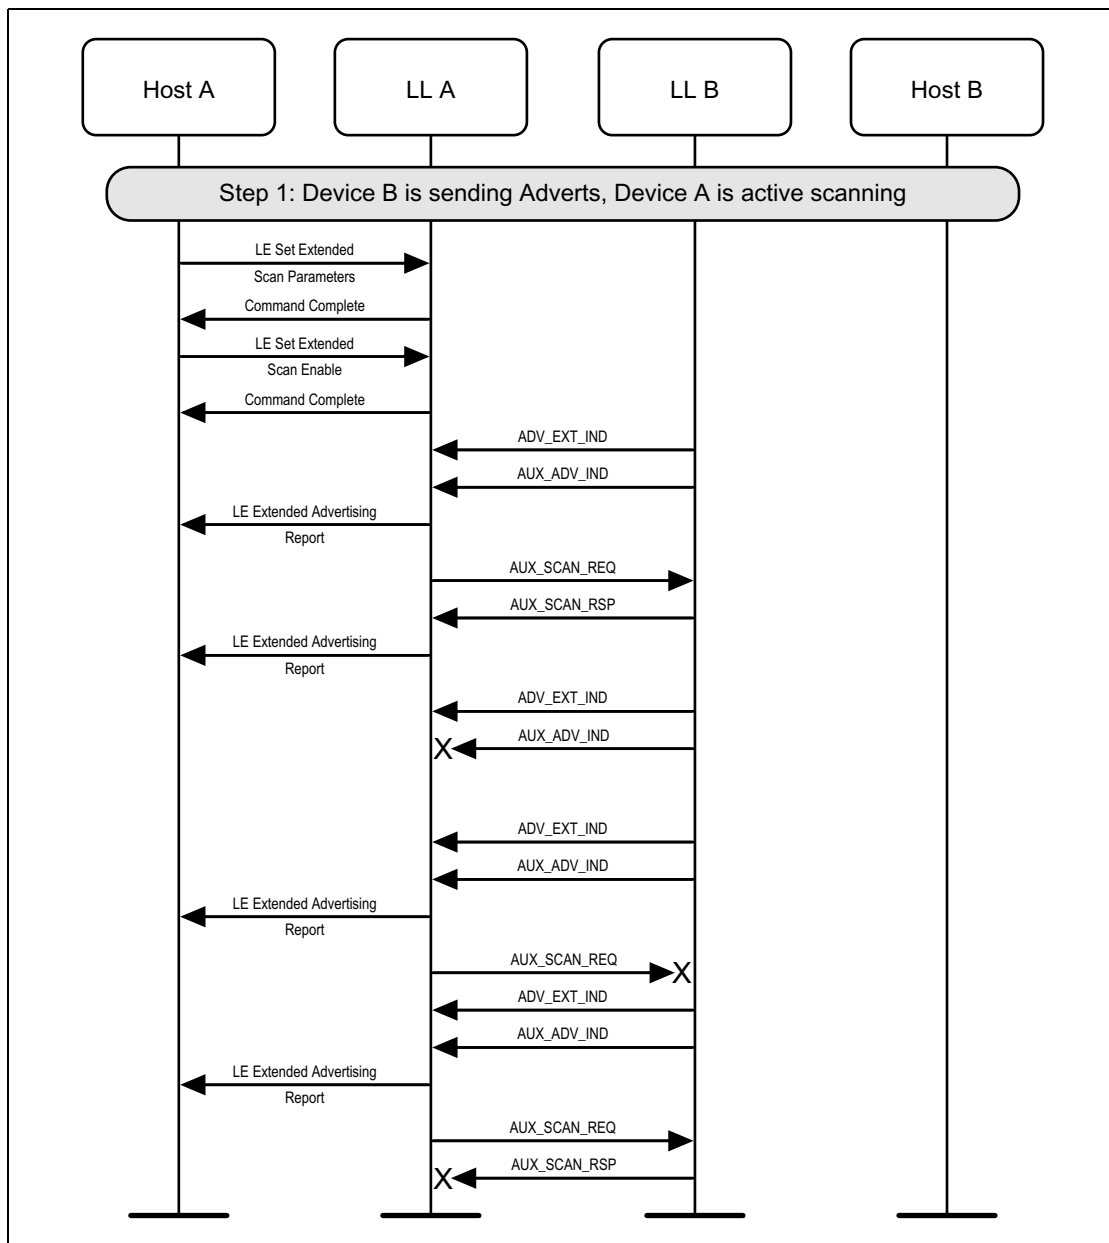 Host A
LL A
LL B
Host B
Step 1: Device B is sending Adverts, Device A is active scanning
LE Set Extended
Scan Parameters
Command Complete
LE Set Extended
Scan Enable
Command Complete
ADV_EXT_IND
AUX_ADV_IND
LE Extended Advertising
Report
AUX_SCAN_REQ
AUX_SCAN_RSP
LE Extended Advertising
Report
ADV_EXT_IND
X
AUX_ADV_IND
ADV_EXT_IND
AUX_ADV_IND
LE Extended Advertising
Report
AUX_SCAN_REQ
X
ADV_EXT_IND
AUX_ADV_IND
LE Extended Advertising
Report
AUX_SCAN_REQ
X
AUX_SCAN_RSP